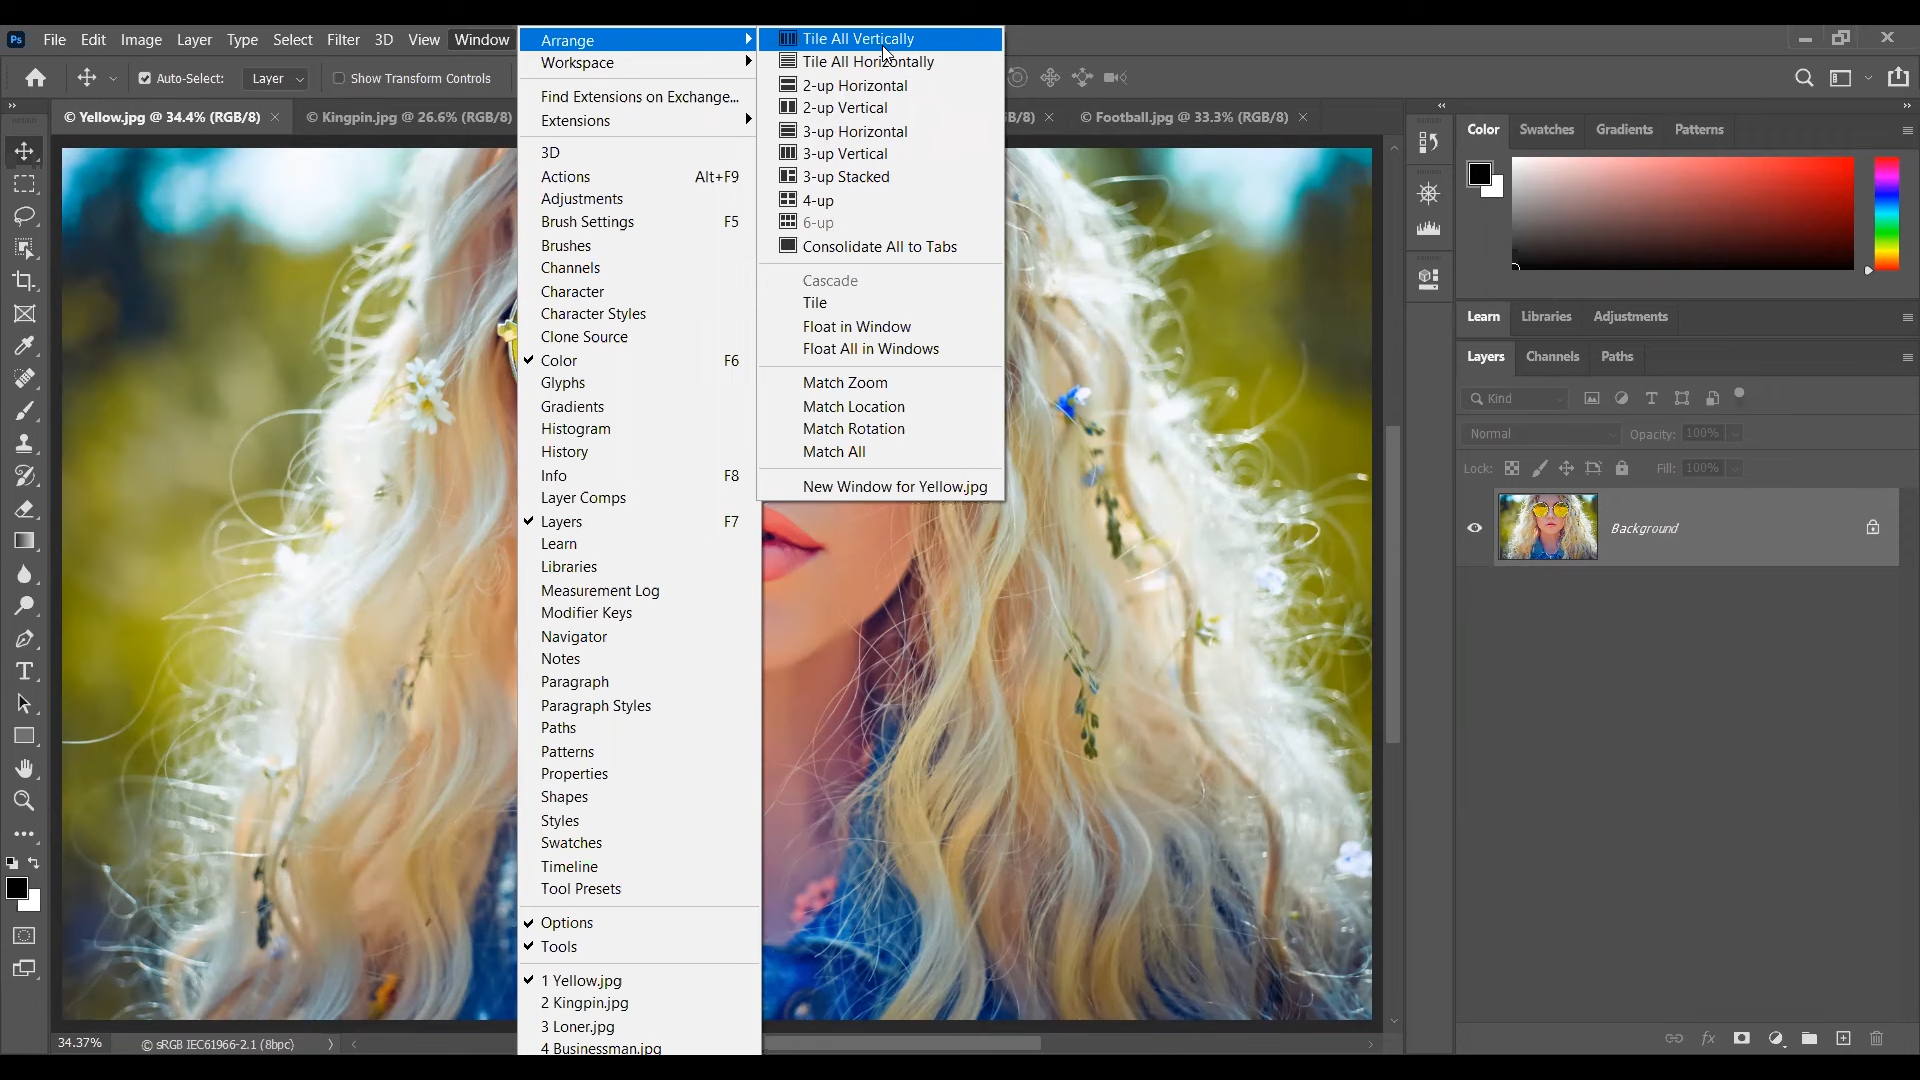 Ps File Edit Image Layer Type Select Filter 3D View Window
Auto-Select: Layer Show Transform Controls
© Yellow.jpg @ 34.4% (RGB/8) © Kingpin.jpg @ 26.6% (RGB/8) GB/8) © Football.jpg @ 33.3% (RGB/8)
Arrange
Workspace
Find Extensions on Exchange...
Extensions
3D
Actions Alt+F9
Adjustments
Brush Settings F5
Brushes
Channels
Character
Character Styles
Clone Source
Color F6
Glyphs
Gradients
Histogram
History
Info F8
Layer Comps
Layers F7
Learn
Libraries
Measurement Log
Modifier Keys
Navigator
Notes
Paragraph
Paragraph Styles
Paths
Patterns
Properties
Shapes
Styles
Swatches
Timeline
Tool Presets
Options
Tools
1 Yellow.jpg
2 Kingpin.jpg
3 Loner.jpg
4 Businessman.jpg
Tile All Vertically
Tile All Horizontally
2-up Horizontal
2-up Vertical
3-up Horizontal
3-up Vertical
3-up Stacked
4-up
6-up
Consolidate All to Tabs
Cascade
Tile
Float in Window
Float All in Windows
Match Zoom
Match Location
Match Rotation
Match All
New Window for Yellow.jpg
Color Swatches Gradients Patterns
Learn Libraries Adjustments
Layers Channels Paths
Kind
Normal Opacity: 100%
Lock: Fill: 100%
Background
34.37% © sRGB IEC61966-2.1 (8bpc)
fx